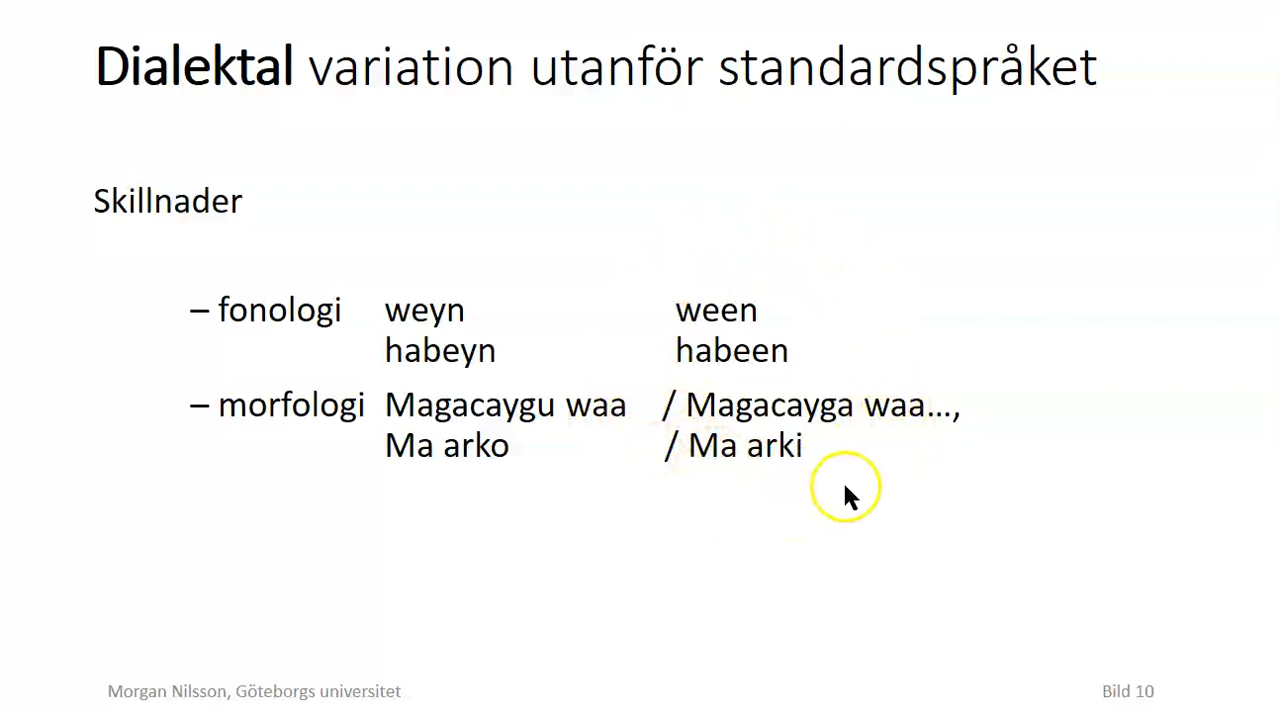 Dialektal variation utanför standardspråket
Skillnader
– fonologi weyn ween
habeyn habeen
– morfologi Magacaygu waa / Magacayga waa...,
Ma arko / Ma arki
Morgan Nilsson, Göteborgs universitet Bild 10